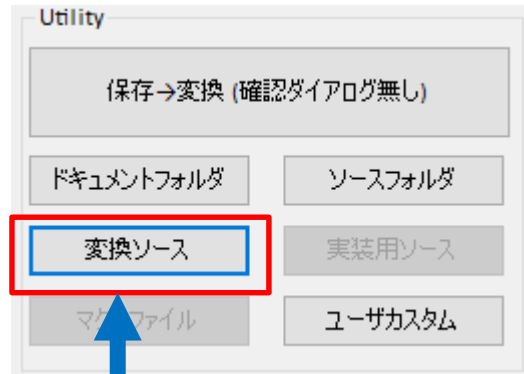 Utility
保存→変換 (確認ダイアログ無し)
ドキュメントフォルダ ソースフォルダ
変換ソース 実装用ソース
ファイル ユーザカスタム